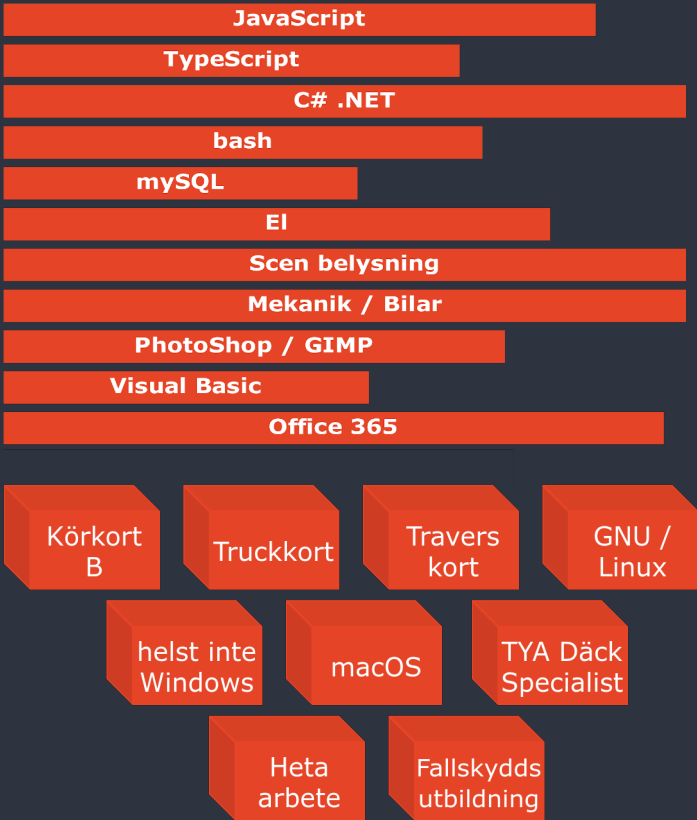 JavaScript
TypeScript
C# .NET
bash
mySQL
El
Scen belysning
Mekanik / Bilar
PhotoShop / GIMP
Visual Basic
Office 365
Körkort
B
Truckkort
Travers
kort
GNU /
Linux
helst inte
Windows
macOS
TYA Däck
Specialist
Heta
arbete
Fallskydds
utbildning